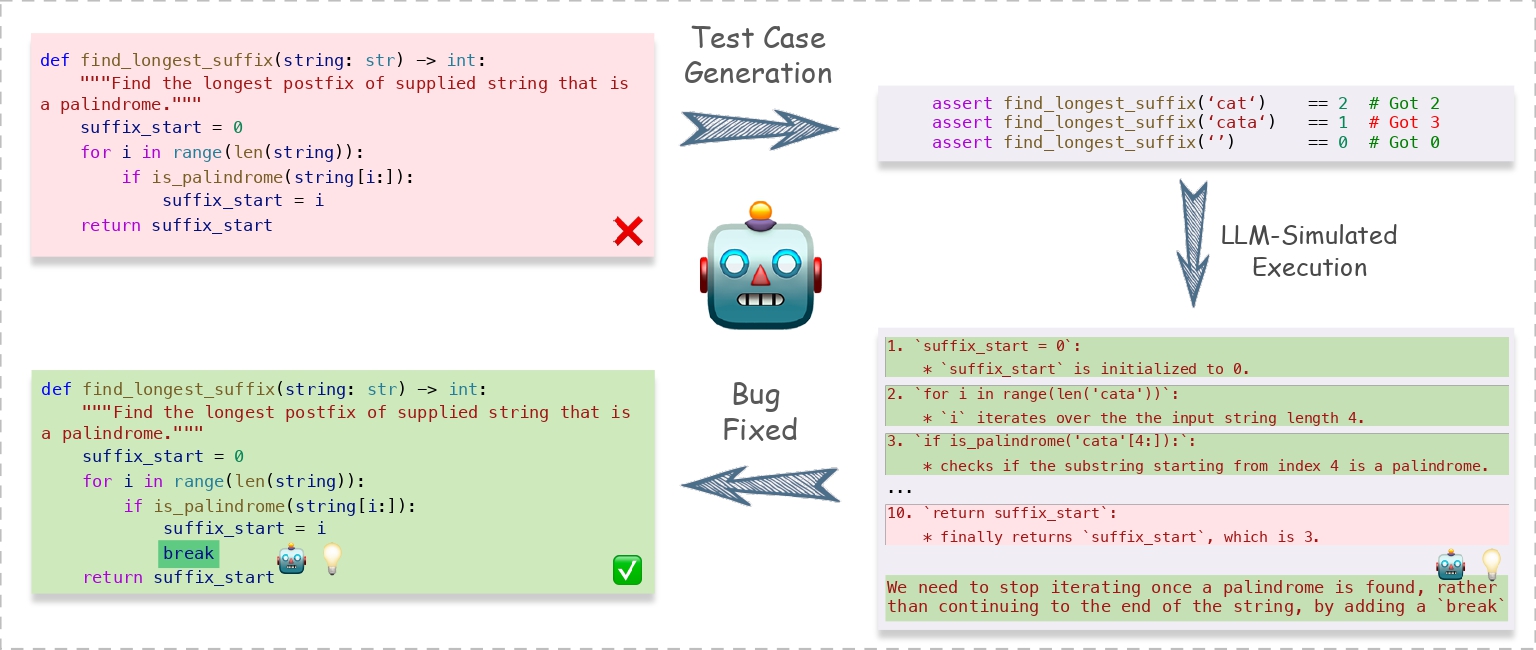 def find_longest_suffix(string: str) -> int:
"""Find the longest postfix of supplied string that is
a palindrome."""
suffix_start = 0
for i in range(len(string)):
if is_palindrome(string[i:]):
suffix_start = i
return suffix_start
Test Case
Generation
assert find_longest_suffix(‘cat‘) == 2 # Got 2
assert find_longest_suffix(‘cata‘) == 1 # Got 3
assert find_longest_suffix(‘’) == 0 # Got 0
LLM-Simulated
Execution
1. `suffix_start = 0`:
* `suffix_start` is initialized to 0.
2. `for i in range(len('cata'))`:
* `i` iterates over the the input string length 4.
3. `if is_palindrome('cata'[4:]):`:
* checks if the substring starting from index 4 is a palindrome.
...
10. `return suffix_start`:
* finally returns `suffix_start`, which is 3.
We need to stop iterating once a palindrome is found, rather
than continuing to the end of the string, by adding a `break`
Bug
Fixed
def find_longest_suffix(string: str) -> int:
"""Find the longest postfix of supplied string that is
a palindrome."""
suffix_start = 0
for i in range(len(string)):
if is_palindrome(string[i:]):
suffix_start = i
break
return suffix_start